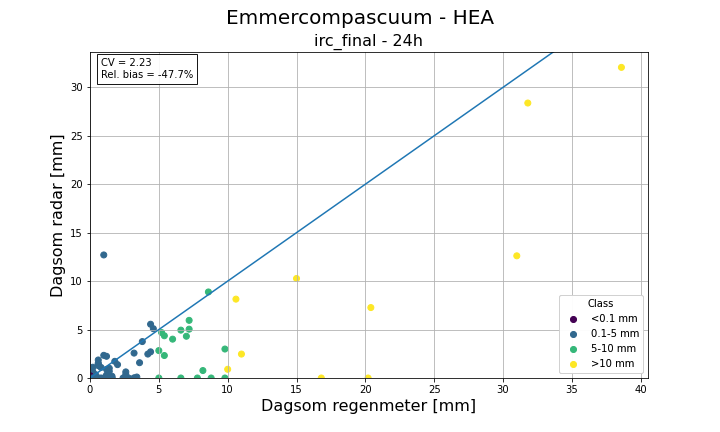 Emmercompascuum - HEA
irc_final - 24h
CV = 2.23
Rel. bias = -47.7%
Dagsom radar [mm]
30
25
20
15
10
5
0
0 5 10 15 20 25 30 35 40
Dagsom regenmeter [mm]
Class
<0.1 mm
0.1-5 mm
5-10 mm
>10 mm